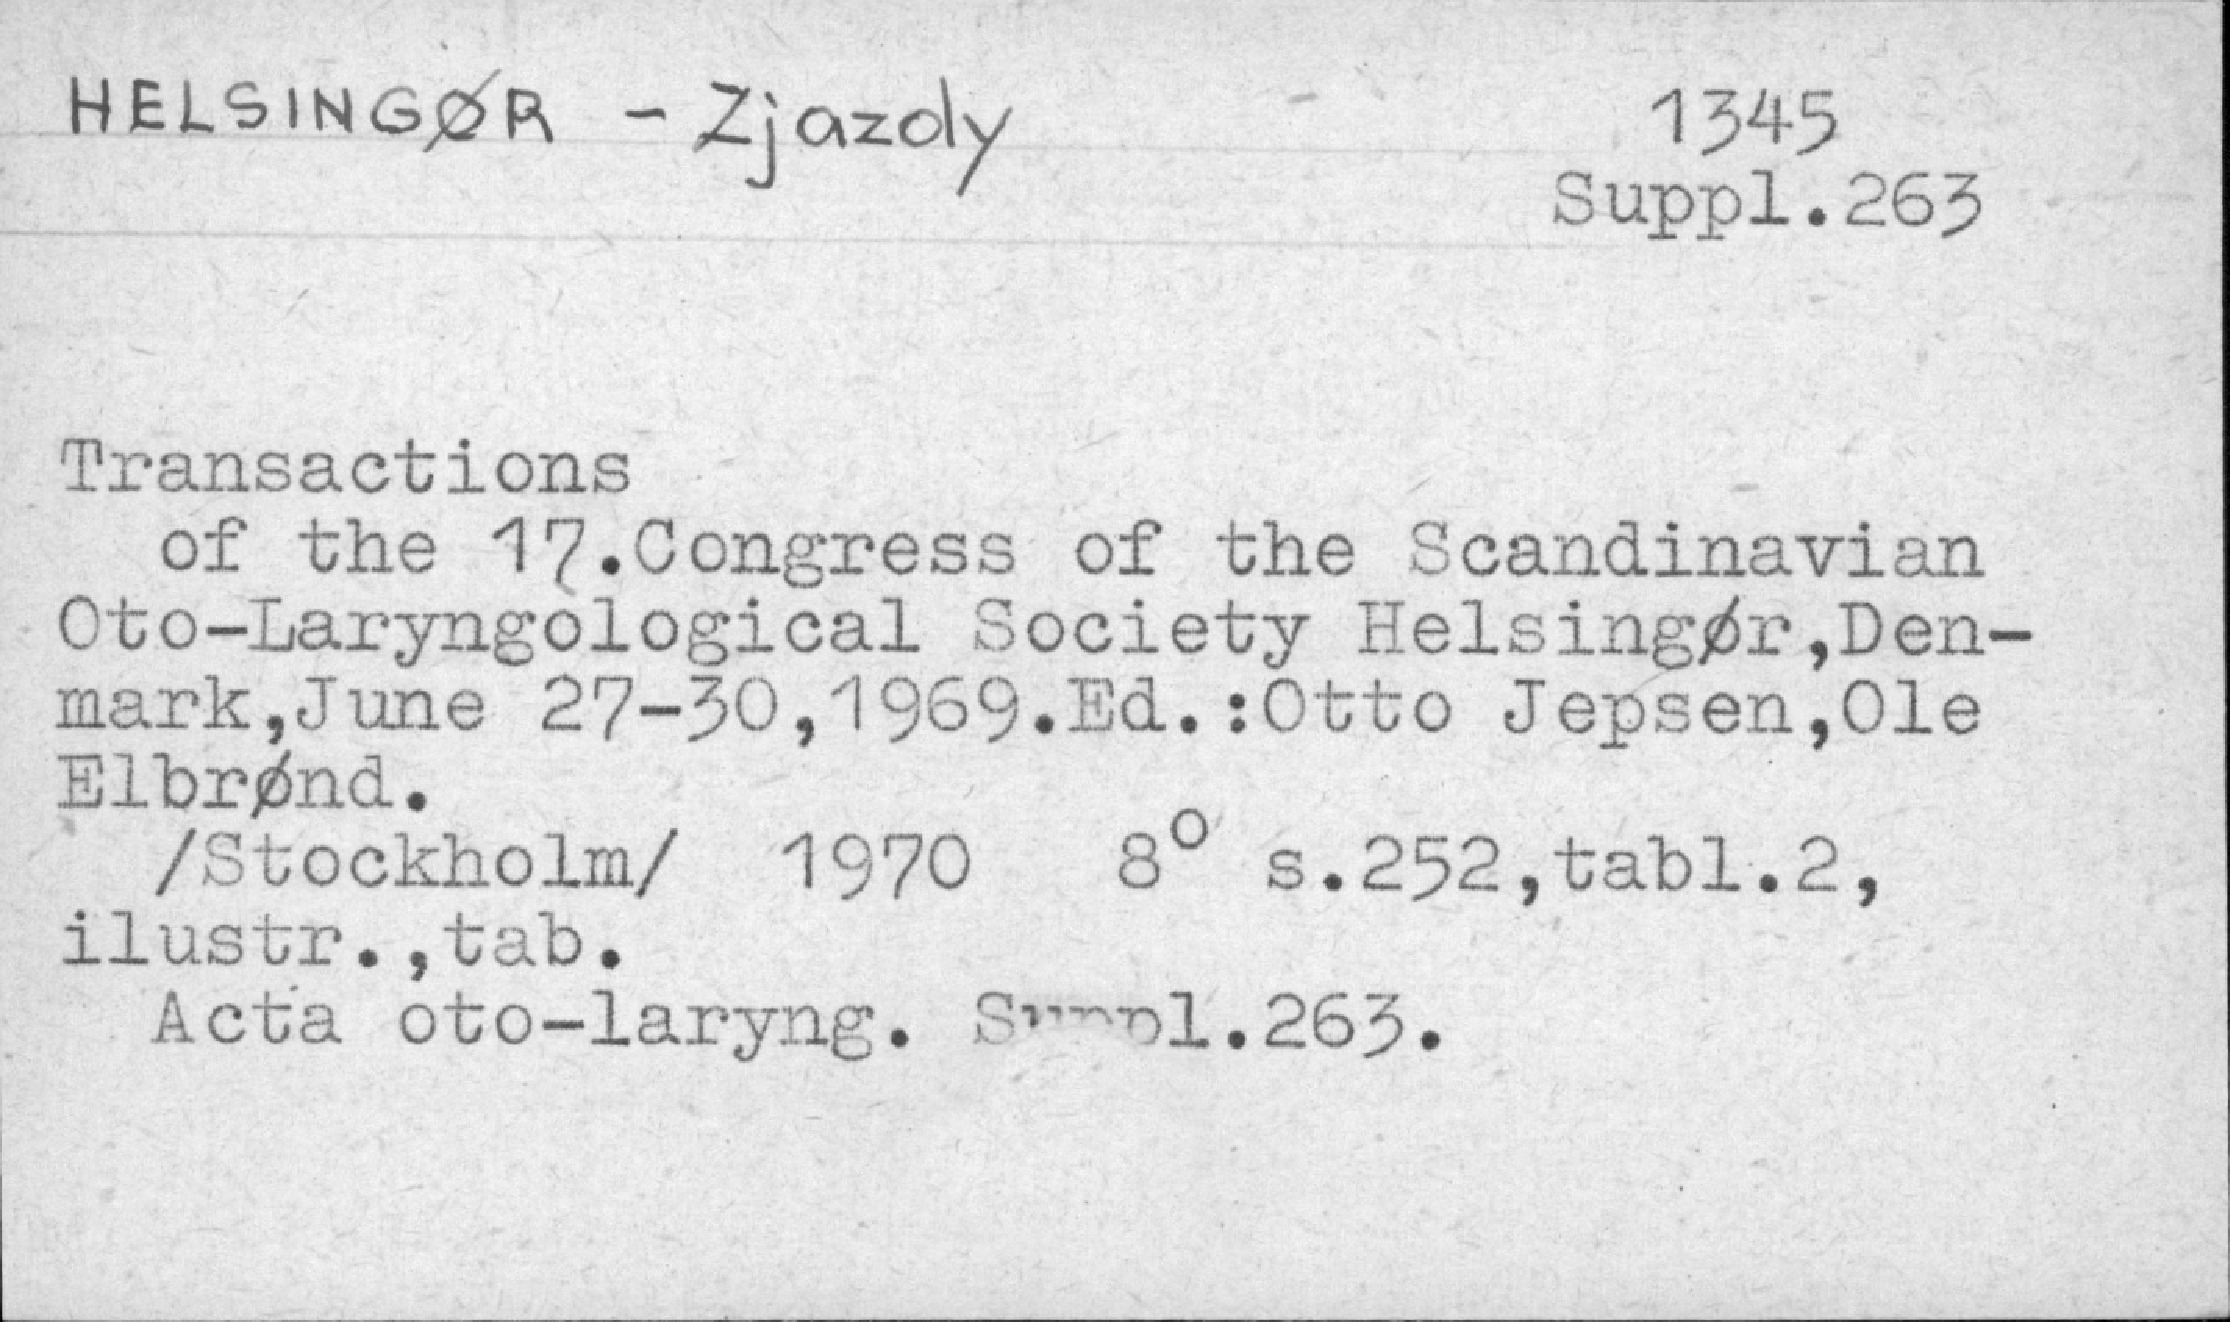 HELSINGØR - Zjazdy 1345
Suppl.263
Transactions
of the 17.Congress of the Scandinavian
Oto-Laryngological Society Helsingør,Den-
mark,June 27-30,1969.Ed.:Otto Jepsen,Ole
Elbrønd.
/Stockholm/ 1970 8° s.252,tabl.2,
ilustr.,tab.
Acta oto-laryng. Suppl.263.